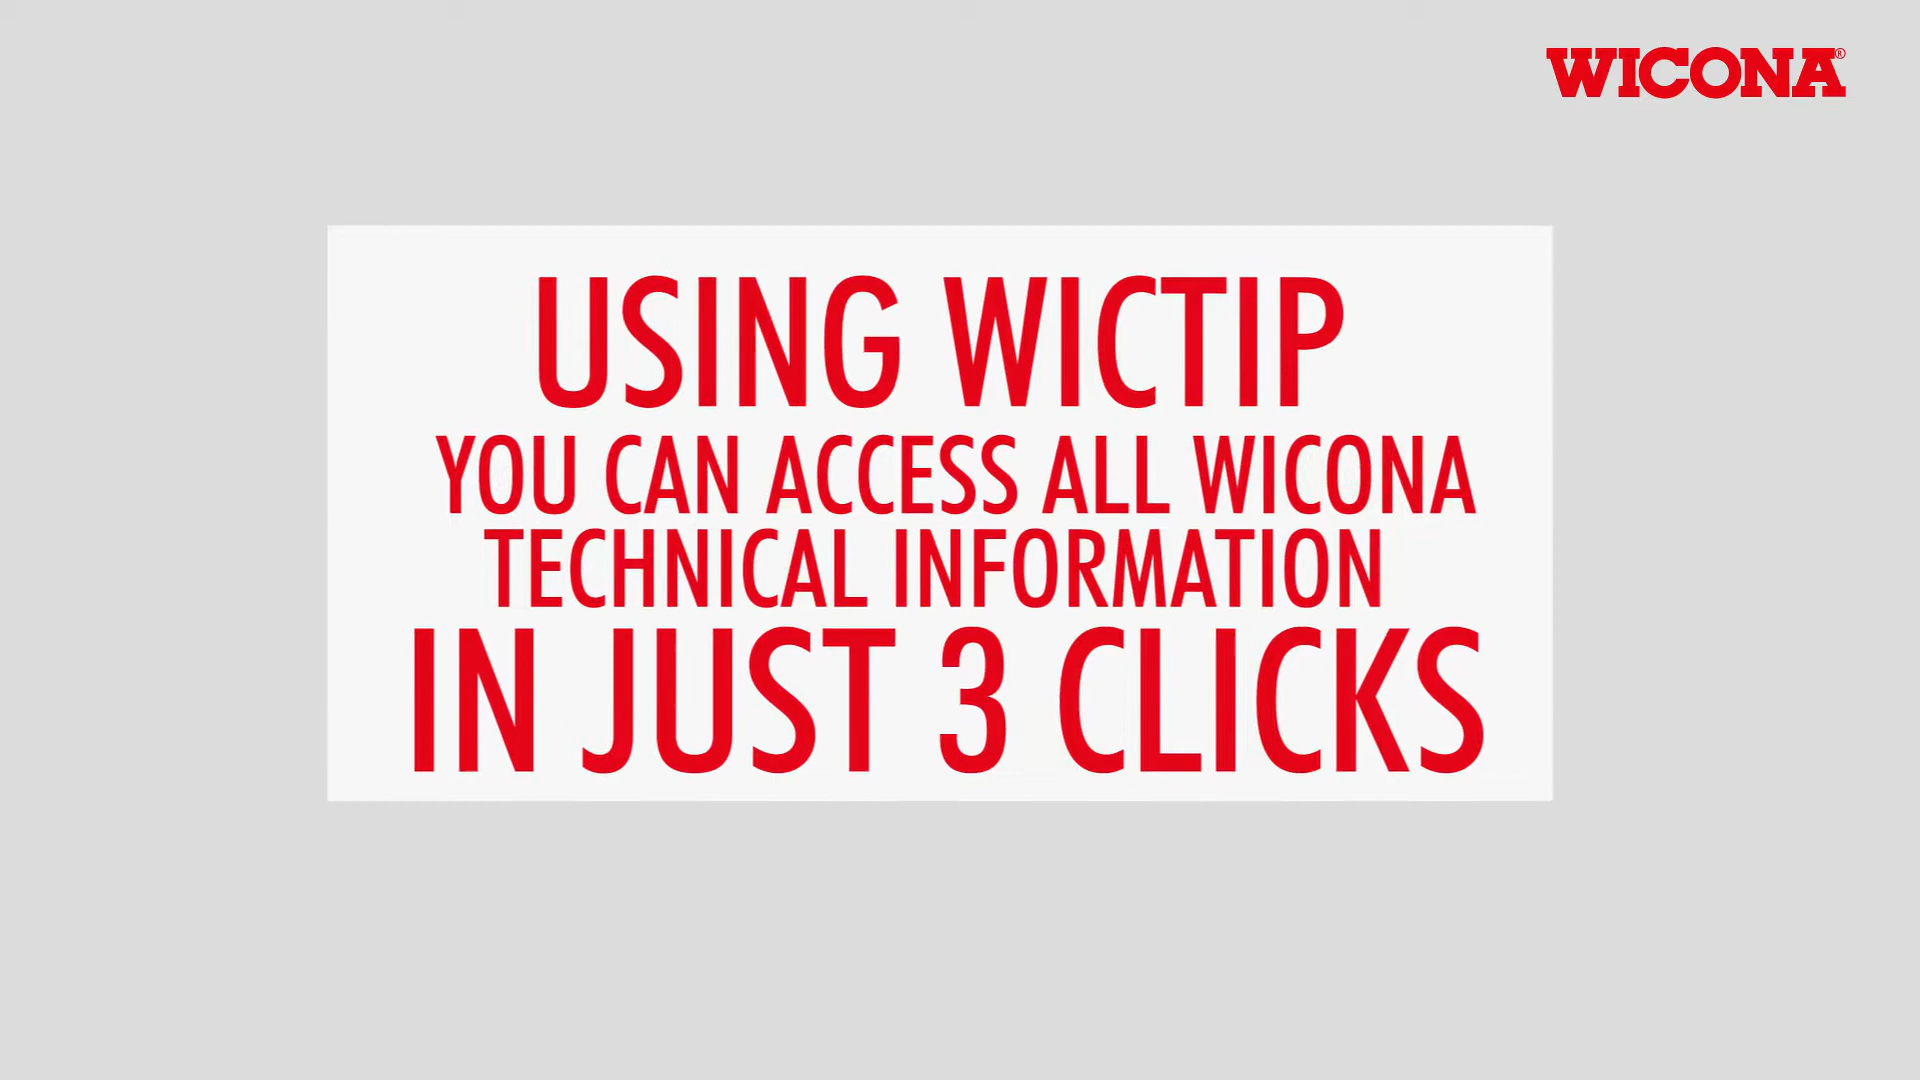 WICONA®
USING WICTIP
YOU CAN ACCESS ALL WICONA
TECHNICAL INFORMATION
IN JUST 3 CLICKS